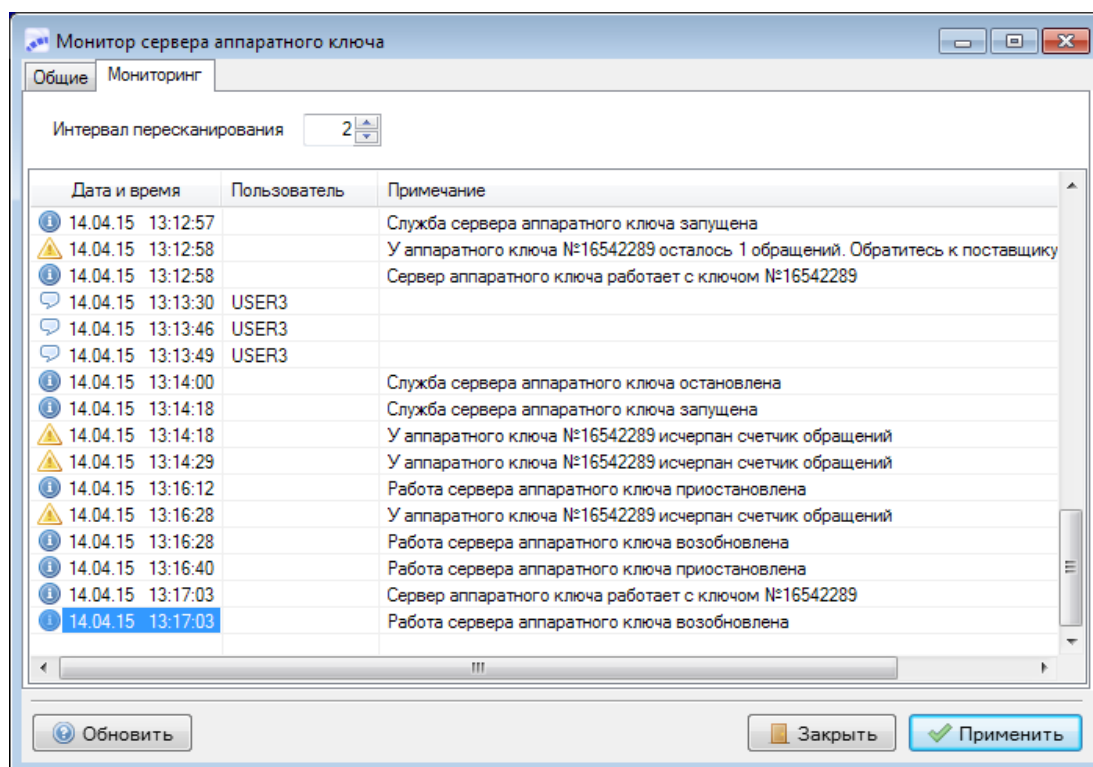 Монитор сервера аппаратного ключа
Общие Мониторинг
Интервал пересканирования 2
Дата и время Пользователь Примечание
14.04.15 13:12:57 Служба сервера аппаратного ключа запущена
14.04.15 13:12:58 У аппаратного ключа №16542289 осталось 1 обращений. Обратитесь к поставщику
14.04.15 13:12:58 Сервер аппаратного ключа работает с ключом №16542289
14.04.15 13:13:30 USER3
14.04.15 13:13:46 USER3
14.04.15 13:13:49 USER3
14.04.15 13:14:00 Служба сервера аппаратного ключа остановлена
14.04.15 13:14:18 Служба сервера аппаратного ключа запущена
14.04.15 13:14:18 У аппаратного ключа №16542289 исчерпан счетчик обращений
14.04.15 13:14:29 У аппаратного ключа №16542289 исчерпан счетчик обращений
14.04.15 13:16:12 Работа сервера аппаратного ключа приостановлена
14.04.15 13:16:28 У аппаратного ключа №16542289 исчерпан счетчик обращений
14.04.15 13:16:28 Работа сервера аппаратного ключа возобновлена
14.04.15 13:16:40 Работа сервера аппаратного ключа приостановлена
14.04.15 13:17:03 Сервер аппаратного ключа работает с ключом №16542289
14.04.15 13:17:03 Работа сервера аппаратного ключа возобновлена
Обновить Закрыть Применить